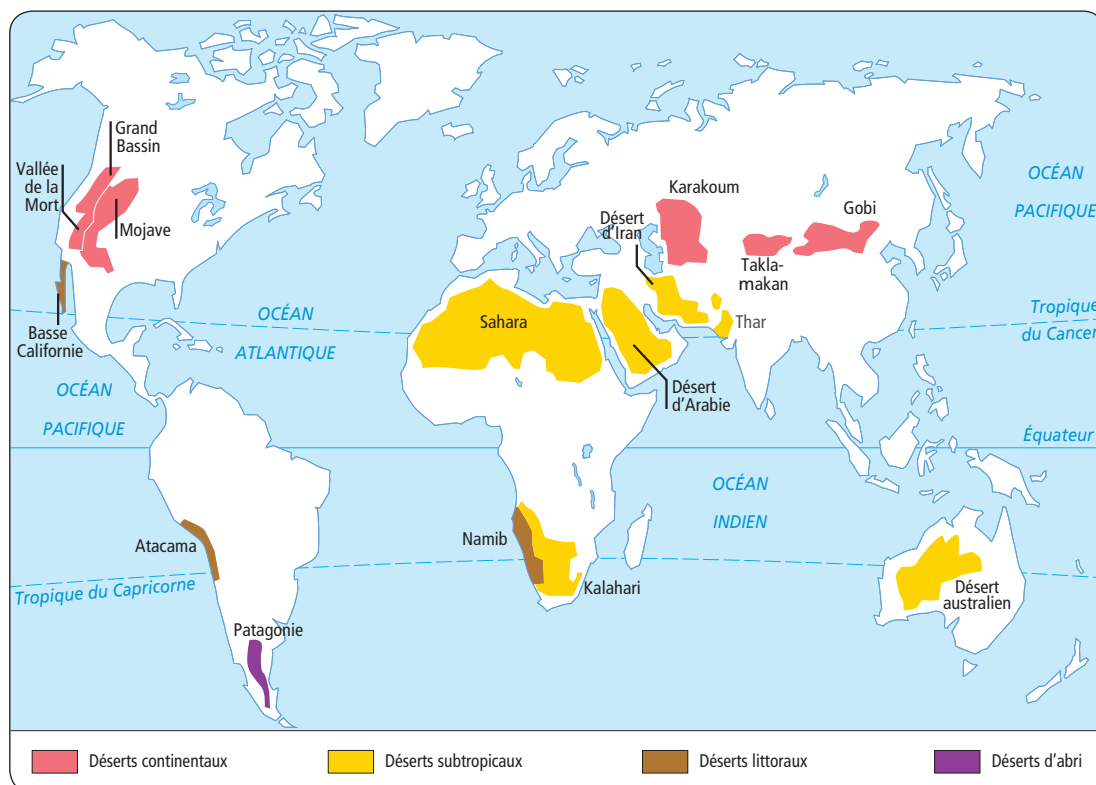 Grand
Bassin
Vallée
de la
Mort
Mojave
Basse
Californie
OCÉAN
ATLANTIQUE
OCÉAN
PACIFIQUE
Karakoum
Gobi
OCÉAN
PACIFIQUE
Désert
d'Iran
Takla-
makan
Sahara
Thar
Tropique
du Cancer
Désert
d'Arabie
Équateur
OCÉAN
INDIEN
Atacama
Namib
Kalahari
Tropique du Capricorne
Désert
australien
Patagonie
Déserts continentaux
Déserts subtropicaux
Déserts littoraux
Déserts d'abri